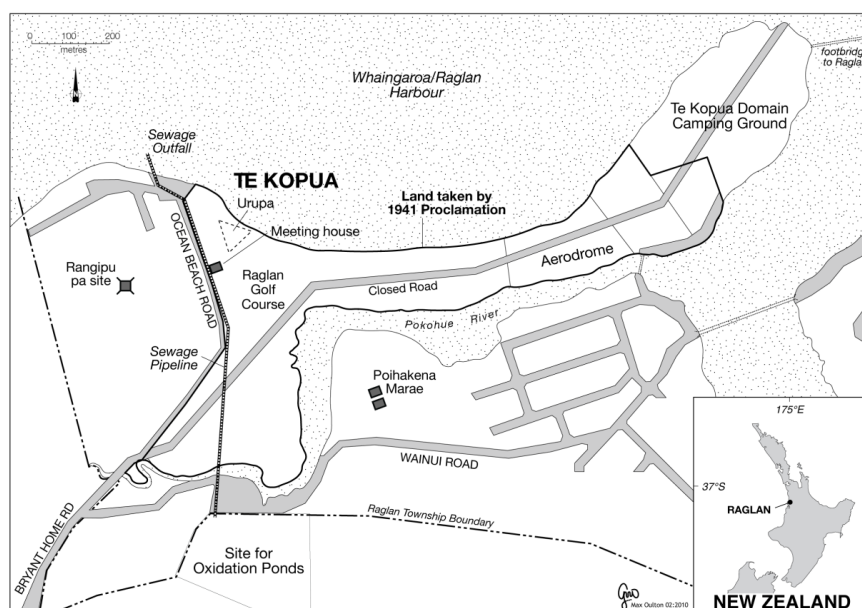 0 200
metres
N
Whaingaroa/Raglan
Harbour
footbridge
to Raglan
Te Kopua Domain
Camping Ground
Sewage
Outfall
TE KOPUA
Urupa
Land taken by
1941 Proclamation
Meeting house
OCEAN BEACH ROAD
Rangipu
pa site
Raglan
Golf
Course
Closed Road
Aerodrome
Pokohue River
Sewage
Pipeline
Poihakena
Marae
WAINUI ROAD
BRYANT HOME RD
Raglan Township Boundary
Site for
Oxidation Ponds
Max Oulton 02:2010
175°E
37°S
RAGLAN
NEW ZEALAND